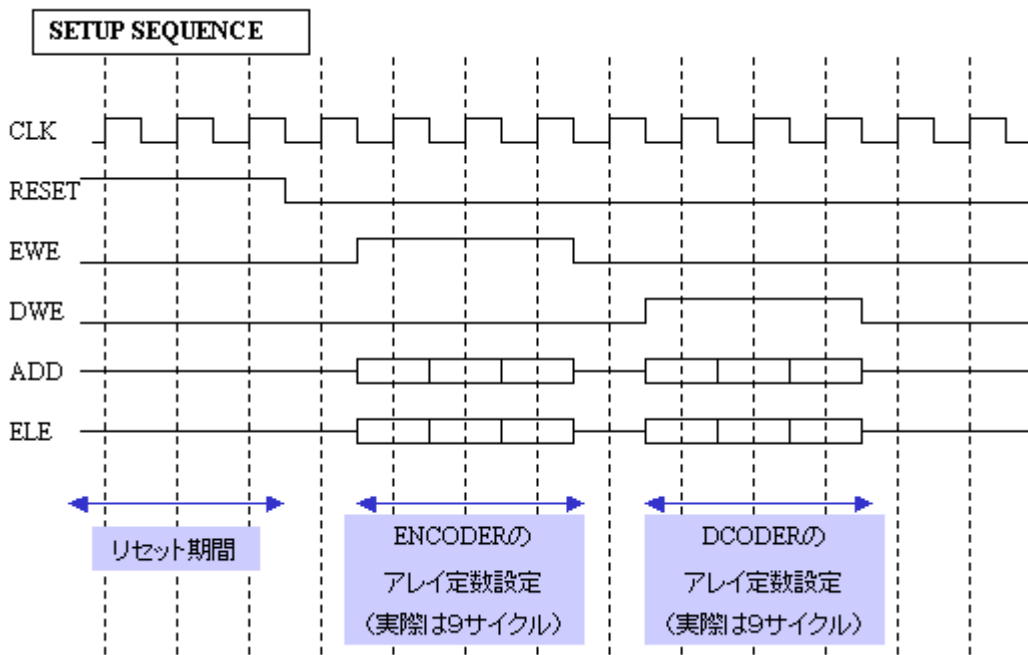 SETUP SEQUENCE
CLK
RESET
EWE
DWE
ADD
ELE
リセット期間
ENCODERの
アレイ定数設定
（実際は9サイクル）
DCODERの
アレイ定数設定
（実際は9サイクル）